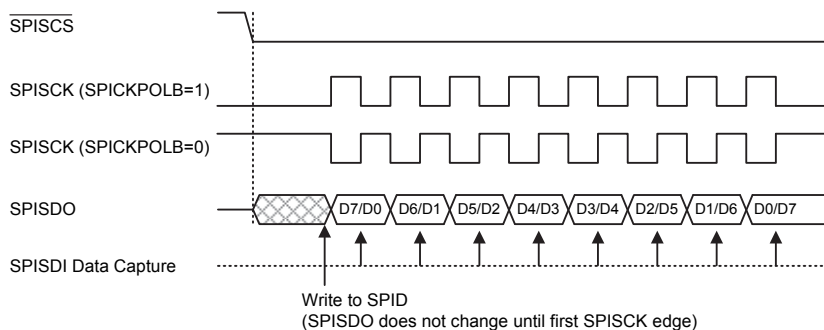 SPISCS
SPISCK (SPICKPOLB=1)
SPISCK (SPICKPOLB=0)
SPISDO
D7/D0 D6/D1 D5/D2 D4/D3 D3/D4 D2/D5 D1/D6 D0/D7
SPISDI Data Capture
Write to SPID
(SPISDO does not change until first SPISCK edge)